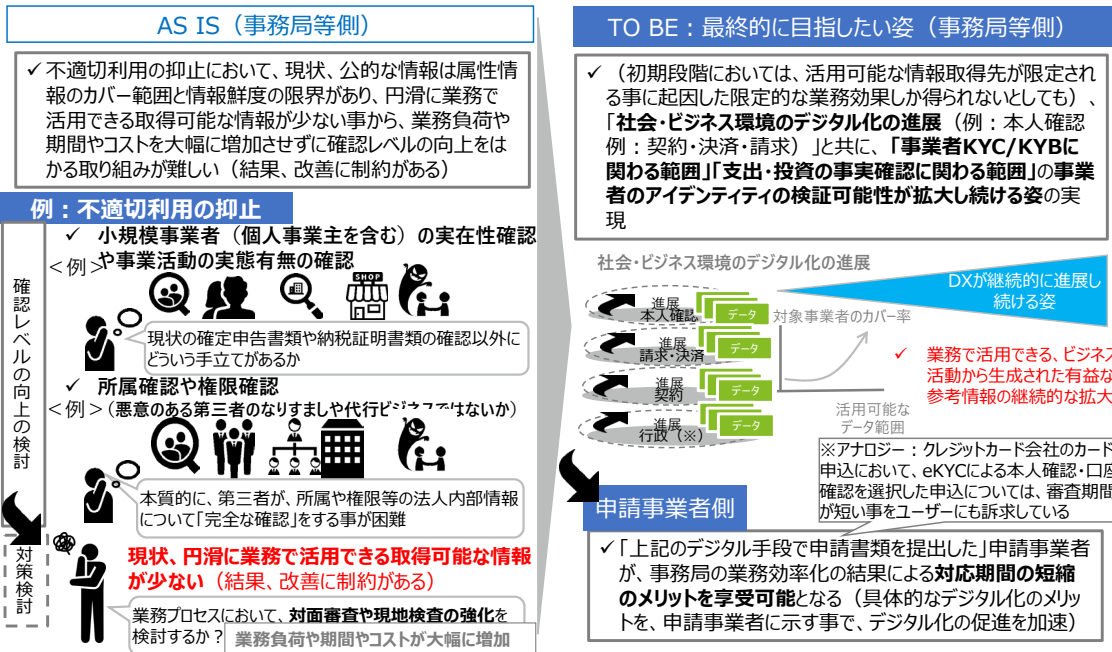 AS IS（事務局等側）
✓不適切利用の抑止において、現状、公的な情報は属性情
報のカバー範囲と情報鮮度の限界があり、円滑に業務で
活用できる取得可能な情報が少ない事から、業務負荷や
期間やコストを大幅に増加させずに確認レベルの向上をは
かる取り組みが難しい（結果、改善に制約がある）
例：不適切利用の抑止
確認レベルの向上の検討
✓ 小規模事業者（個人事業主を含む）の実在性確認
＜例＞や事業活動の実態有無の確認
SHOP
現状の確定申告書類や納税証明書類の確認以外に
どういう手立てがあるか
✓ 所属確認や権限確認
＜例＞（悪意のある第三者のなりすましや代行ビジネスではないか）
本質的に、第三者が、所属や権限等の法人内部情報
について「完全な確認」をする事が困難
対策検討
現状、円滑に業務で活用できる取得可能な情報
が少ない（結果、改善に制約がある）
業務プロセスにおいて、対面審査や現地検査の強化を
検討するか？
業務負荷や期間やコストが大幅に増加
TO BE：最終的に目指したい姿（事務局等側）
✓ （初期段階においては、活用可能な情報取得先が限定され
る事に起因した限定的な業務効果しか得られないとしても）、
「社会・ビジネス環境のデジタル化の進展（例：本人確認
例：契約・決済・請求）」と共に、「事業者KYC/KYBに
関わる範囲」「支出・投資の事実確認に関わる範囲」の事業
者のアイデンティティの検証可能性が拡大し続ける姿の実
現
社会・ビジネス環境のデジタル化の進展
DXが継続的に進展し
続ける姿
進展
本人確認
データ
対象事業者のカバー率
進展
請求・決済
データ
✓ 業務で活用できる、ビジネス
活動から生成された有益な
参考情報の継続的な拡大
進展
契約
データ
活用可能な
データ範囲
進展
行政（※）
データ
※アナロジー：クレジットカード会社のカード
申込において、eKYCによる本人確認・口座
確認を選択した申込については、審査期間
が短い事をユーザーにも訴求している
申請事業者側
✓「上記のデジタル手段で申請書類を提出した」申請事業者
が、事務局の業務効率化の結果による対応期間の短縮
のメリットを享受可能となる（具体的なデジタル化のメリッ
トを、申請事業者に示す事で、デジタル化の促進を加速）